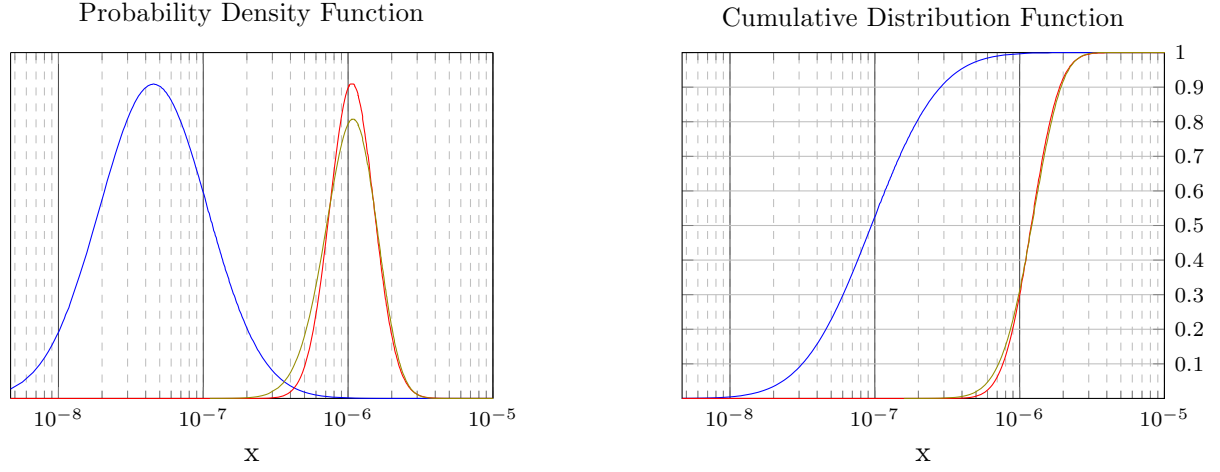 Probability Density Function
10⁻⁸ 10⁻⁷ 10⁻⁶ 10⁻⁵
x
Cumulative Distribution Function
1
0.9
0.8
0.7
0.6
0.5
0.4
0.3
0.2
0.1
10⁻⁸ 10⁻⁷ 10⁻⁶ 10⁻⁵
x